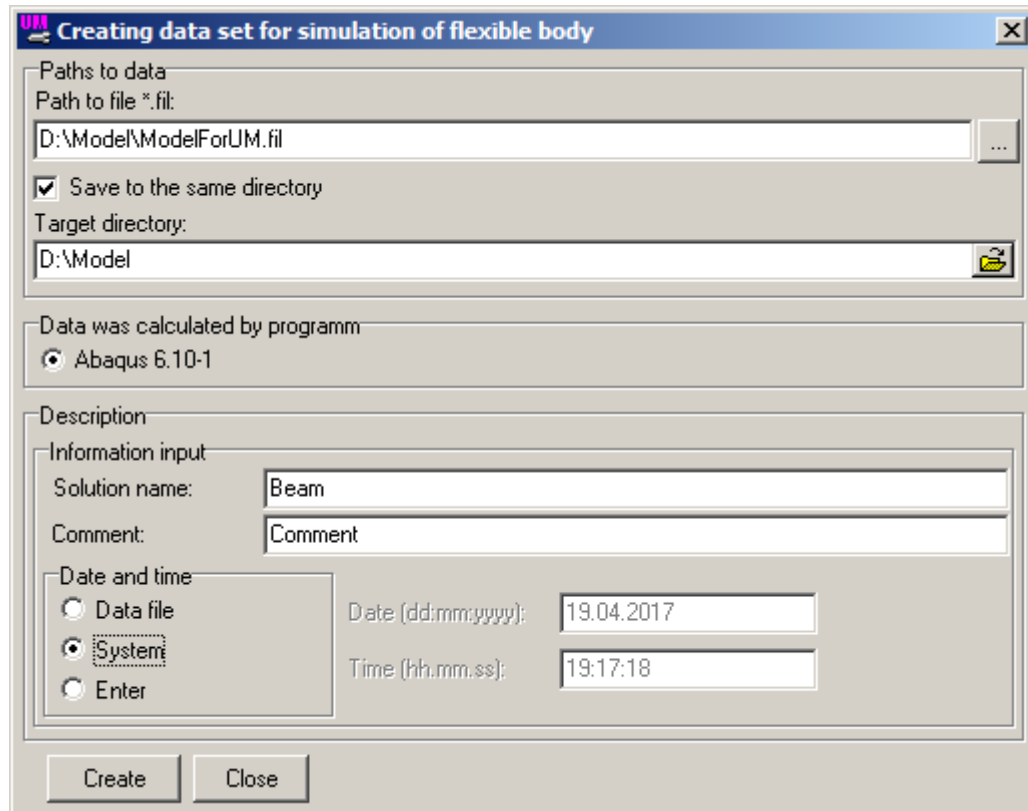 UM Creating data set for simulation of flexible body
Paths to data
Path to file *.fil:
D:\Model\ModelForUM.fil
...
Save to the same directory
Target directory:
D:\Model
Data was calculated by programm
Abaqus 6.10-1
Description
Information input
Solution name: Beam
Comment: Comment
Date and time
Data file
System
Enter
Date (dd:mm:yyyy): 19.04.2017
Time (hh.mm.ss): 19:17:18
Create Close